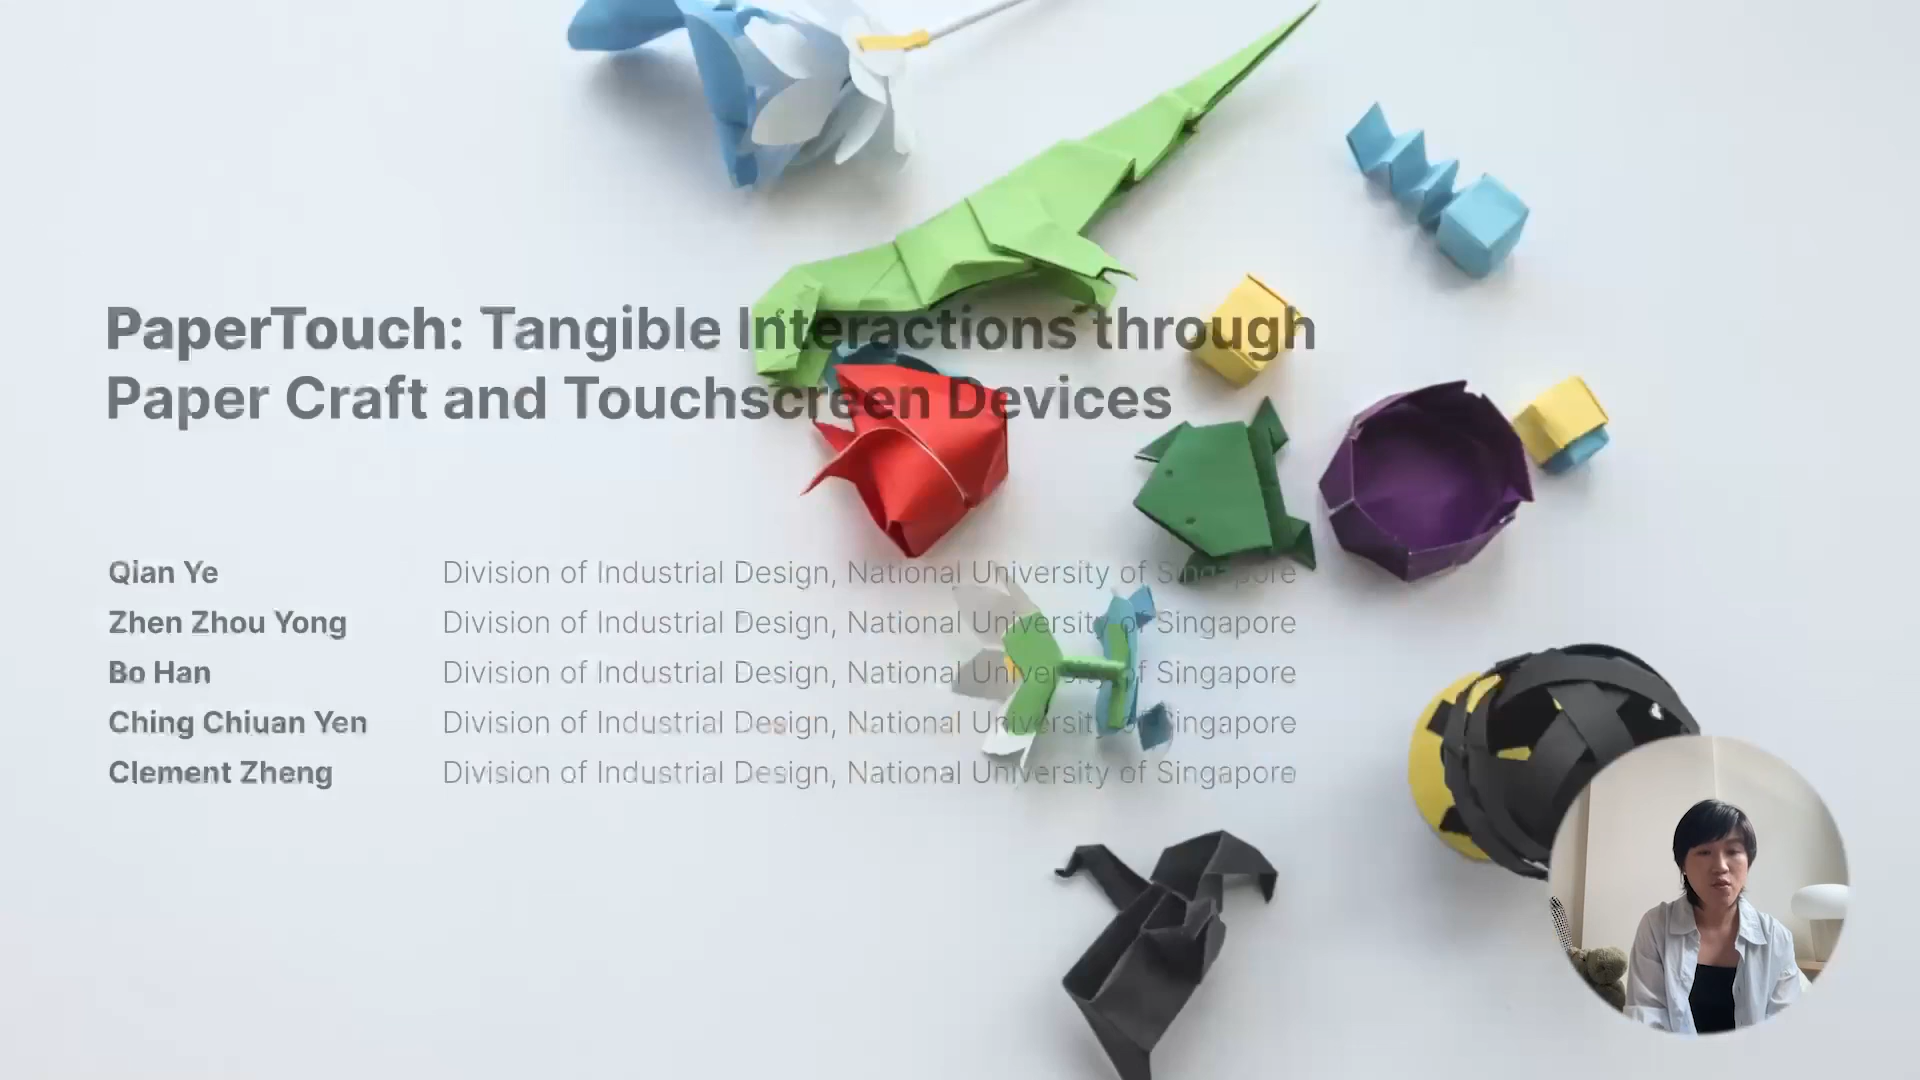 PaperTouch: Tangible Interactions through
Paper Craft and Touchscreen Devices
Qian Ye Division of Industrial Design, National University of Singapore
Zhen Zhou Yong Division of Industrial Design, National University of Singapore
Bo Han Division of Industrial Design, National University of Singapore
Ching Chiuan Yen Division of Industrial Design, National University of Singapore
Clement Zheng Division of Industrial Design, National University of Singapore